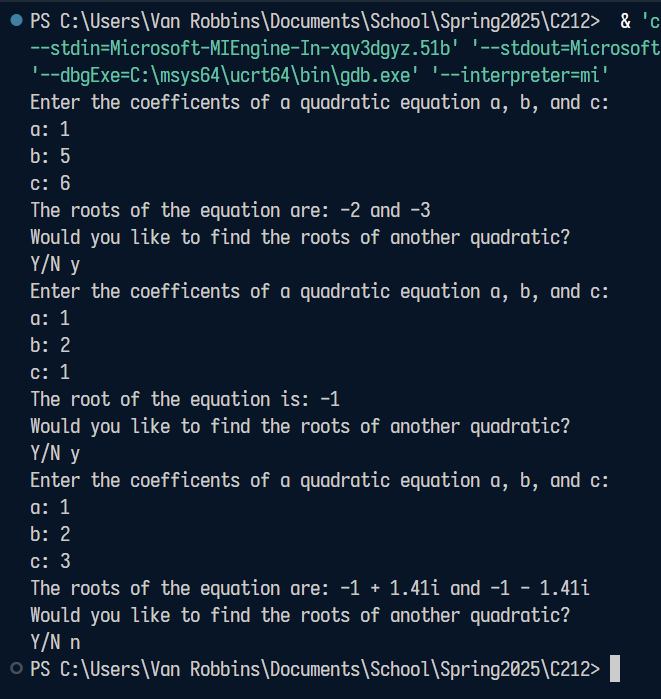 PS C:\Users\Van Robbins\Documents\School\Spring2025\C212>  & 'c
--stdin=Microsoft-MIEngine-In-xqv3dgyz.51b' '--stdout=Microsoft
'--dbgExe=C:\msys64\ucrt64\bin\gdb.exe' '--interpreter=mi'
Enter the coefficents of a quadratic equation a, b, and c:
a: 1
b: 5
c: 6
The roots of the equation are: -2 and -3
Would you like to find the roots of another quadratic?
Y/N y
Enter the coefficents of a quadratic equation a, b, and c:
a: 1
b: 2
c: 1
The root of the equation is: -1
Would you like to find the roots of another quadratic?
Y/N y
Enter the coefficents of a quadratic equation a, b, and c:
a: 1
b: 2
c: 3
The roots of the equation are: -1 + 1.41i and -1 - 1.41i
Would you like to find the roots of another quadratic?
Y/N n
PS C:\Users\Van Robbins\Documents\School\Spring2025\C212>